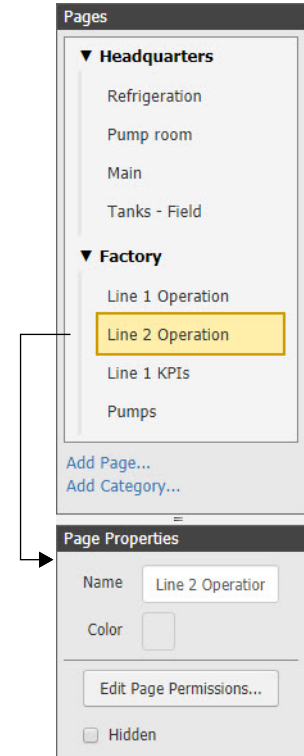 Pages
▼ Headquarters
Refrigeration
Pump room
Main
Tanks - Field
▼ Factory
Line 1 Operation
Line 2 Operation
Line 1 KPIs
Pumps
Add Page...
Add Category...
Page Properties
Name Line 2 Operatior
Color
Edit Page Permissions...
Hidden